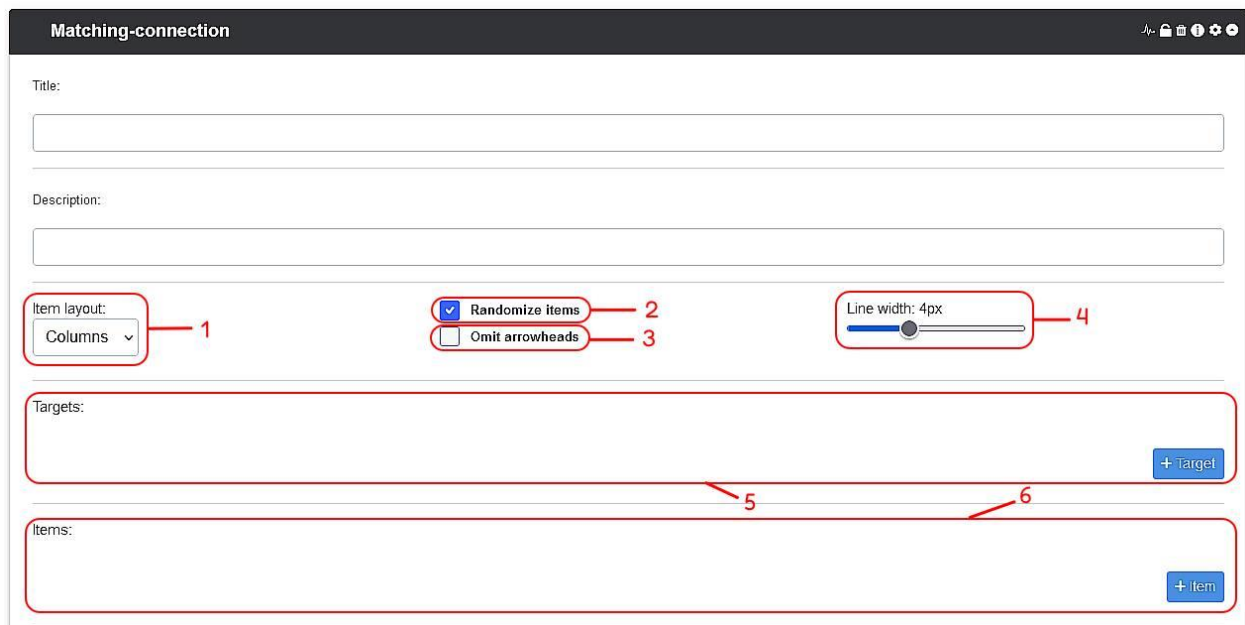 Matching-connection
Title:
Description:
Item layout:
Columns
1
Randomize items
2
Omit arrowheads
3
Line width: 4px
4
Targets:
+ Target
5
6
Items:
+ Item